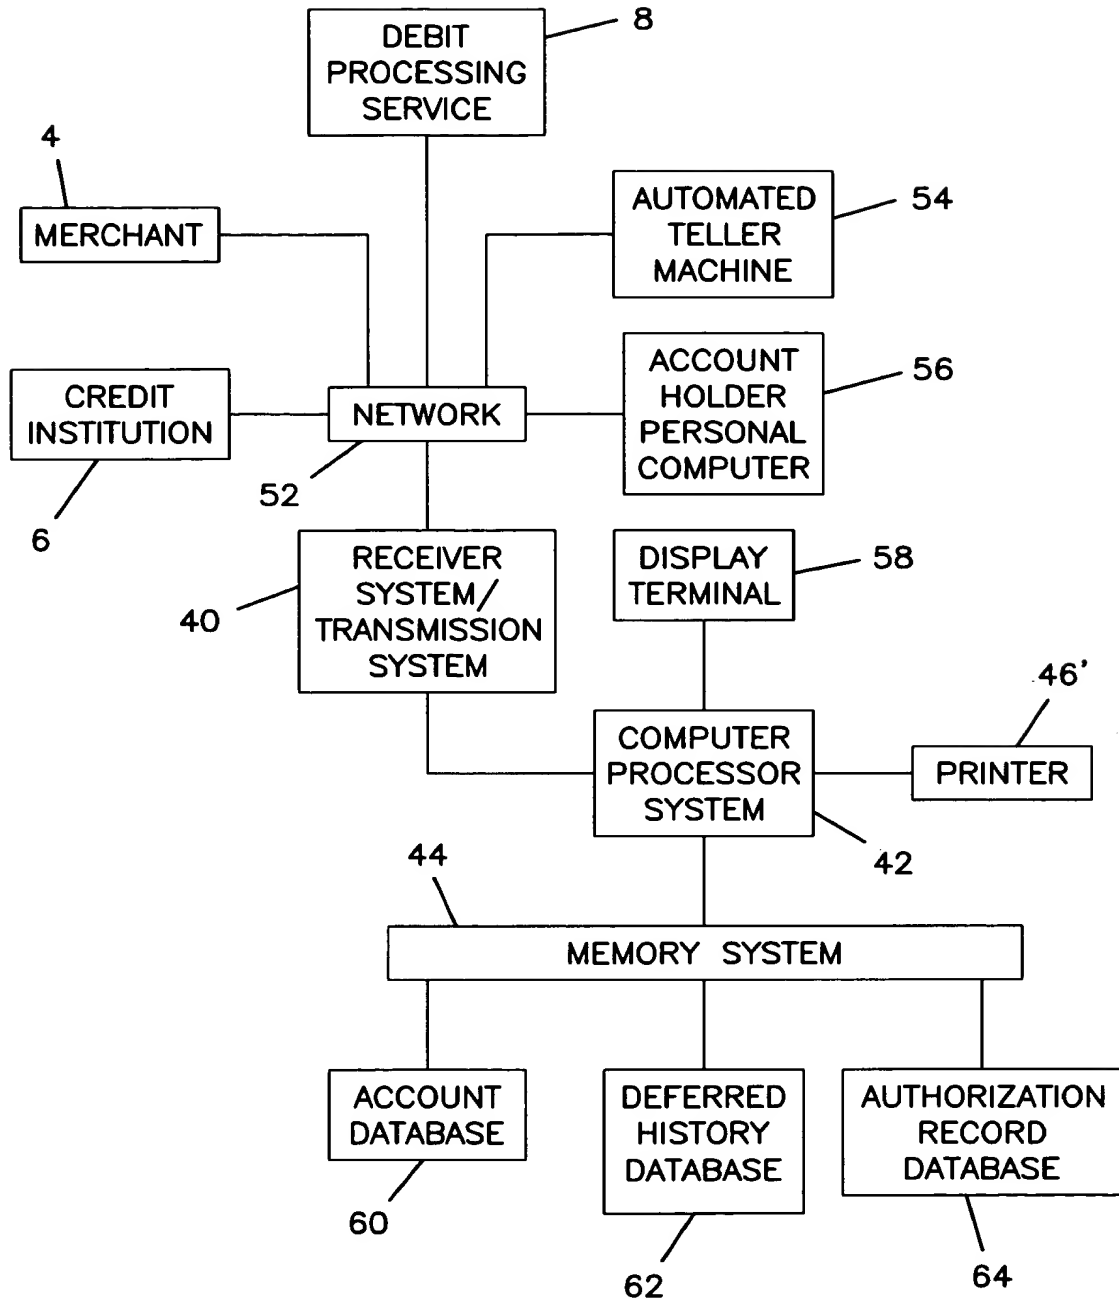 8
DEBIT
PROCESSING
SERVICE
4
MERCHANT
AUTOMATED
TELLER
MACHINE
54
CREDIT
INSTITUTION
6
NETWORK
52
ACCOUNT
HOLDER
PERSONAL
COMPUTER
56
RECEIVER
SYSTEM/
TRANSMISSION
SYSTEM
40
DISPLAY
TERMINAL
58
COMPUTER
PROCESSOR
SYSTEM
42
46'
PRINTER
44
MEMORY SYSTEM
ACCOUNT
DATABASE
60
DEFERRED
HISTORY
DATABASE
62
AUTHORIZATION
RECORD
DATABASE
64